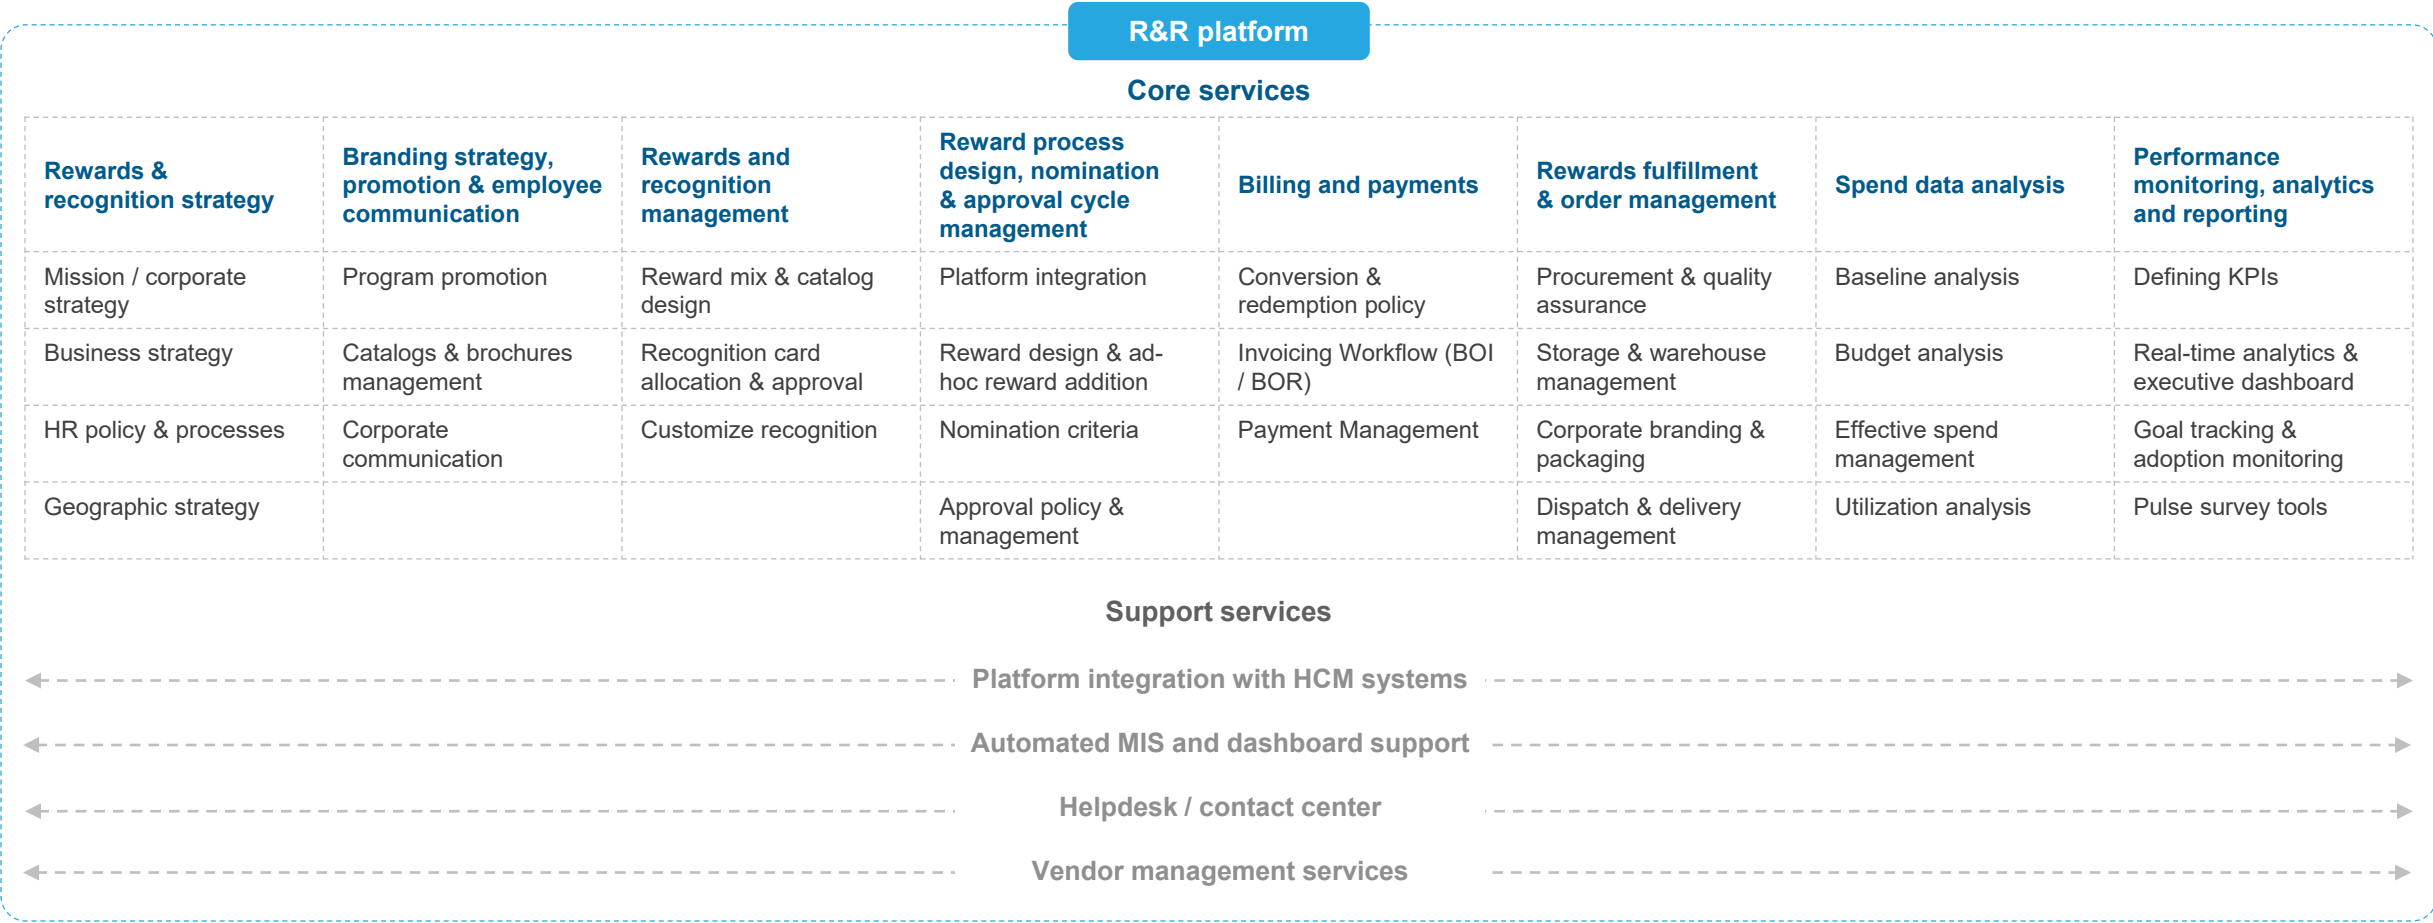 R&R platform
Core services
Rewards &
recognition strategy
Branding strategy,
promotion & employee
communication
Rewards and
recognition
management
Reward process
design, nomination
& approval cycle
management
Billing and payments
Rewards fulfillment
& order management
Spend data analysis
Performance
monitoring, analytics
and reporting
Mission / corporate
strategy
Program promotion
Reward mix & catalog
design
Platform integration
Conversion &
redemption policy
Procurement & quality
assurance
Baseline analysis
Defining KPIs
Business strategy
Catalogs & brochures
management
Recognition card
allocation & approval
Reward design & ad-
hoc reward addition
Invoicing Workflow (BOI
/ BOR)
Storage & warehouse
management
Budget analysis
Real-time analytics &
executive dashboard
HR policy & processes
Corporate
communication
Customize recognition
Nomination criteria
Payment Management
Corporate branding &
packaging
Effective spend
management
Goal tracking &
adoption monitoring
Geographic strategy
Approval policy &
management
Dispatch & delivery
management
Utilization analysis
Pulse survey tools
Support services
Platform integration with HCM systems
Automated MIS and dashboard support
Helpdesk / contact center
Vendor management services